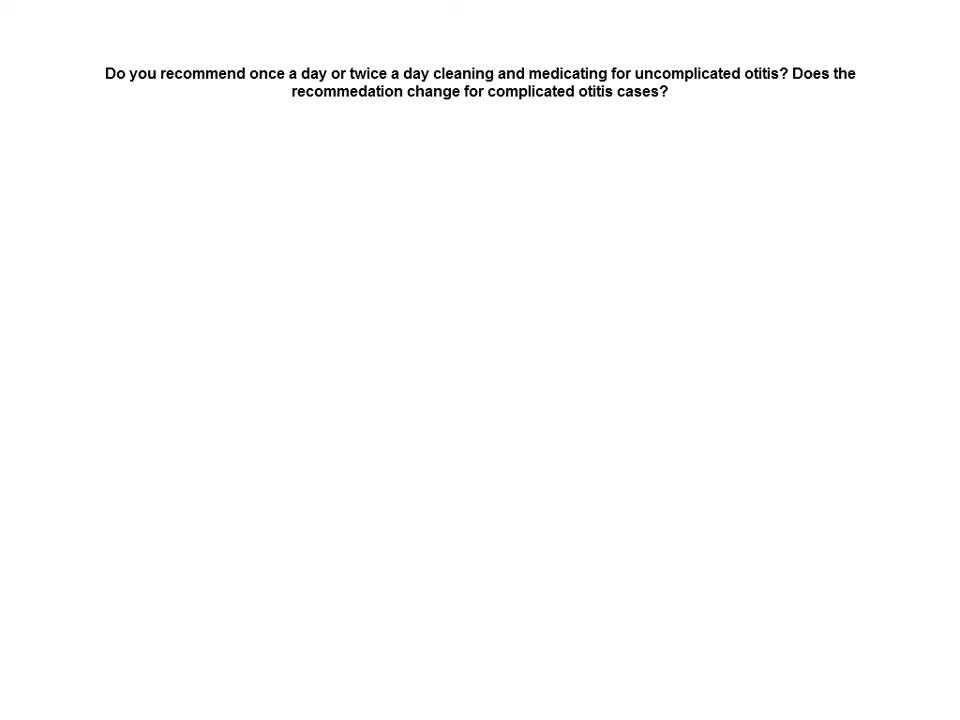 Do you recommend once a day or twice a day cleaning and medicating for uncomplicated otitis? Does the
recommedation change for complicated otitis cases?